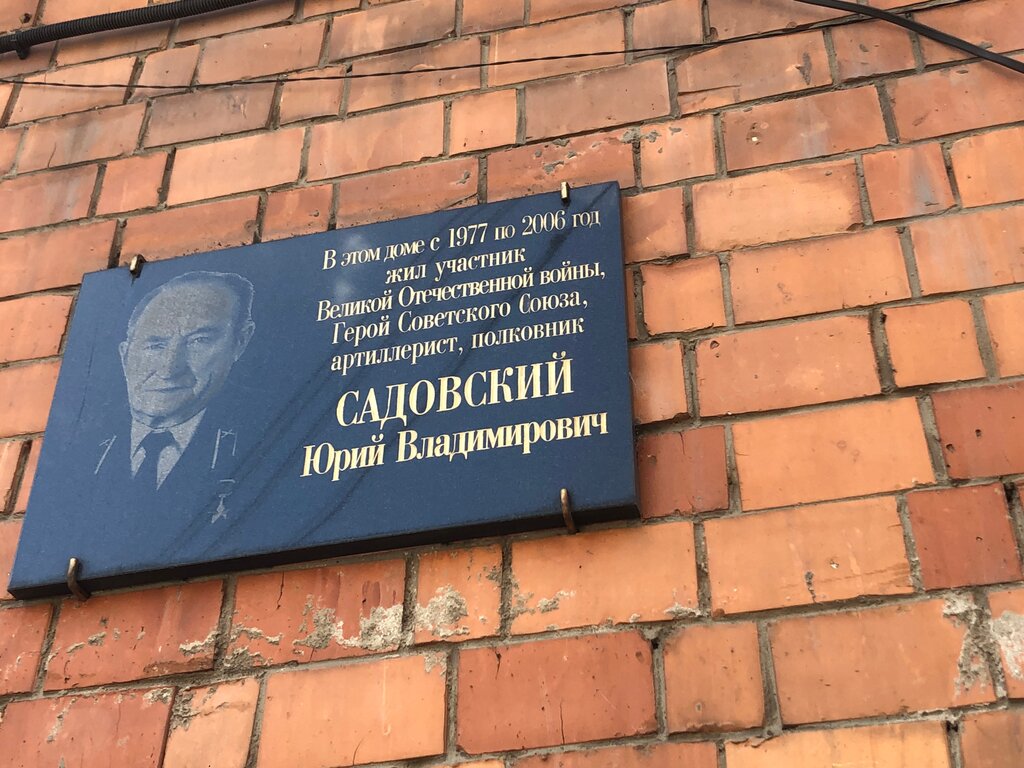 В этом доме с 1977 по 2006 год
жил участник
Великой Отечественной войны,
Герой Советского Союза,
артиллерист, полковник
САДОВСКИЙ
Юрий Владимирович